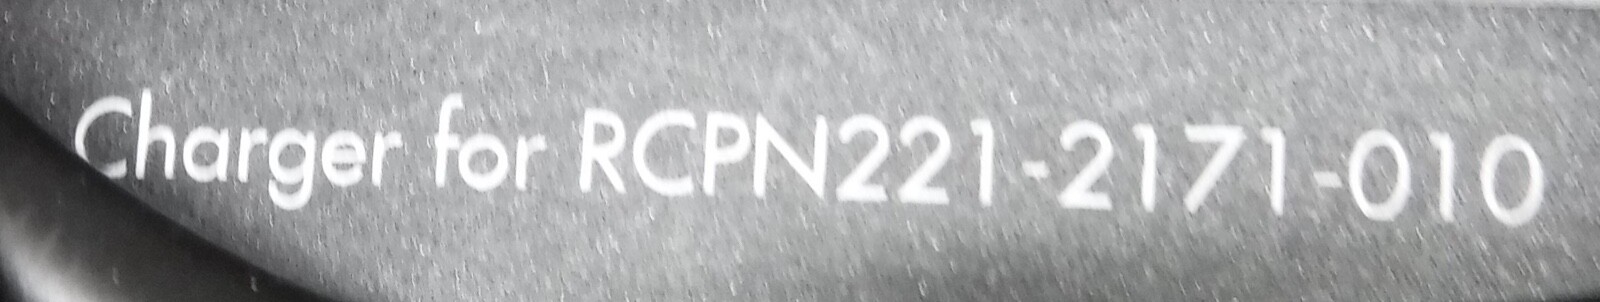 Charger for RCPN221-2171-010